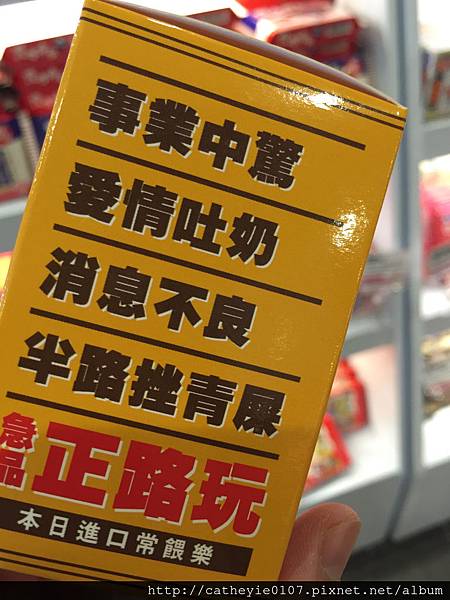 事業中驚
愛情吐奶
消息不良
半路挫青屎
急品
正路玩
本日進口常餵樂
http://catheyie0107.pixnet.net/album